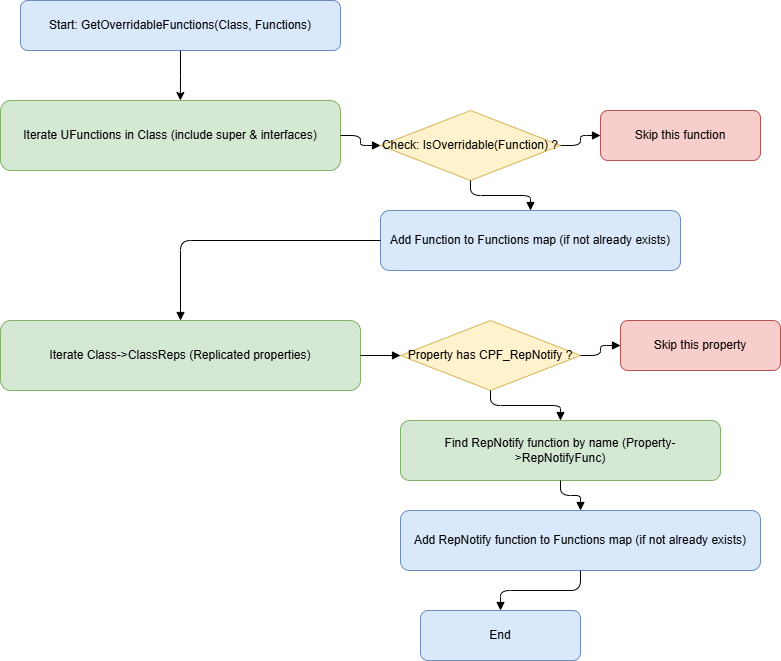 Start: GetOverridableFunctions(Class, Functions)
Iterate UFunctions in Class (include super & interfaces)
Check: IsOverridable(Function) ?
Skip this function
Add Function to Functions map (if not already exists)
Iterate Class->ClassReps (Replicated properties)
Property has CPF_RepNotify ?
Skip this property
Find RepNotify function by name (Property-
>RepNotifyFunc)
Add RepNotify function to Functions map (if not already exists)
End